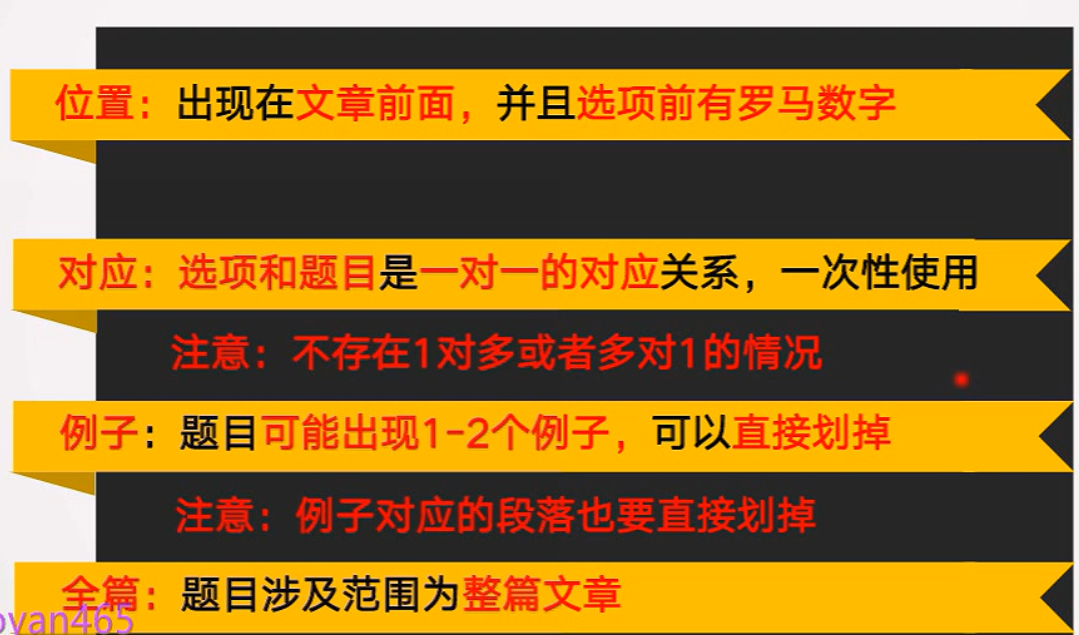 位置：出现在文章前面，并且选项前有罗马数字
对应：选项和题目是一对一的对应关系，一次性使用
注意：不存在1对多或者多对1的情况
例子：题目可能出现1-2个例子，可以直接划掉
注意：例子对应的段落也要直接划掉
全篇：题目涉及范围为整篇文章
ovan465